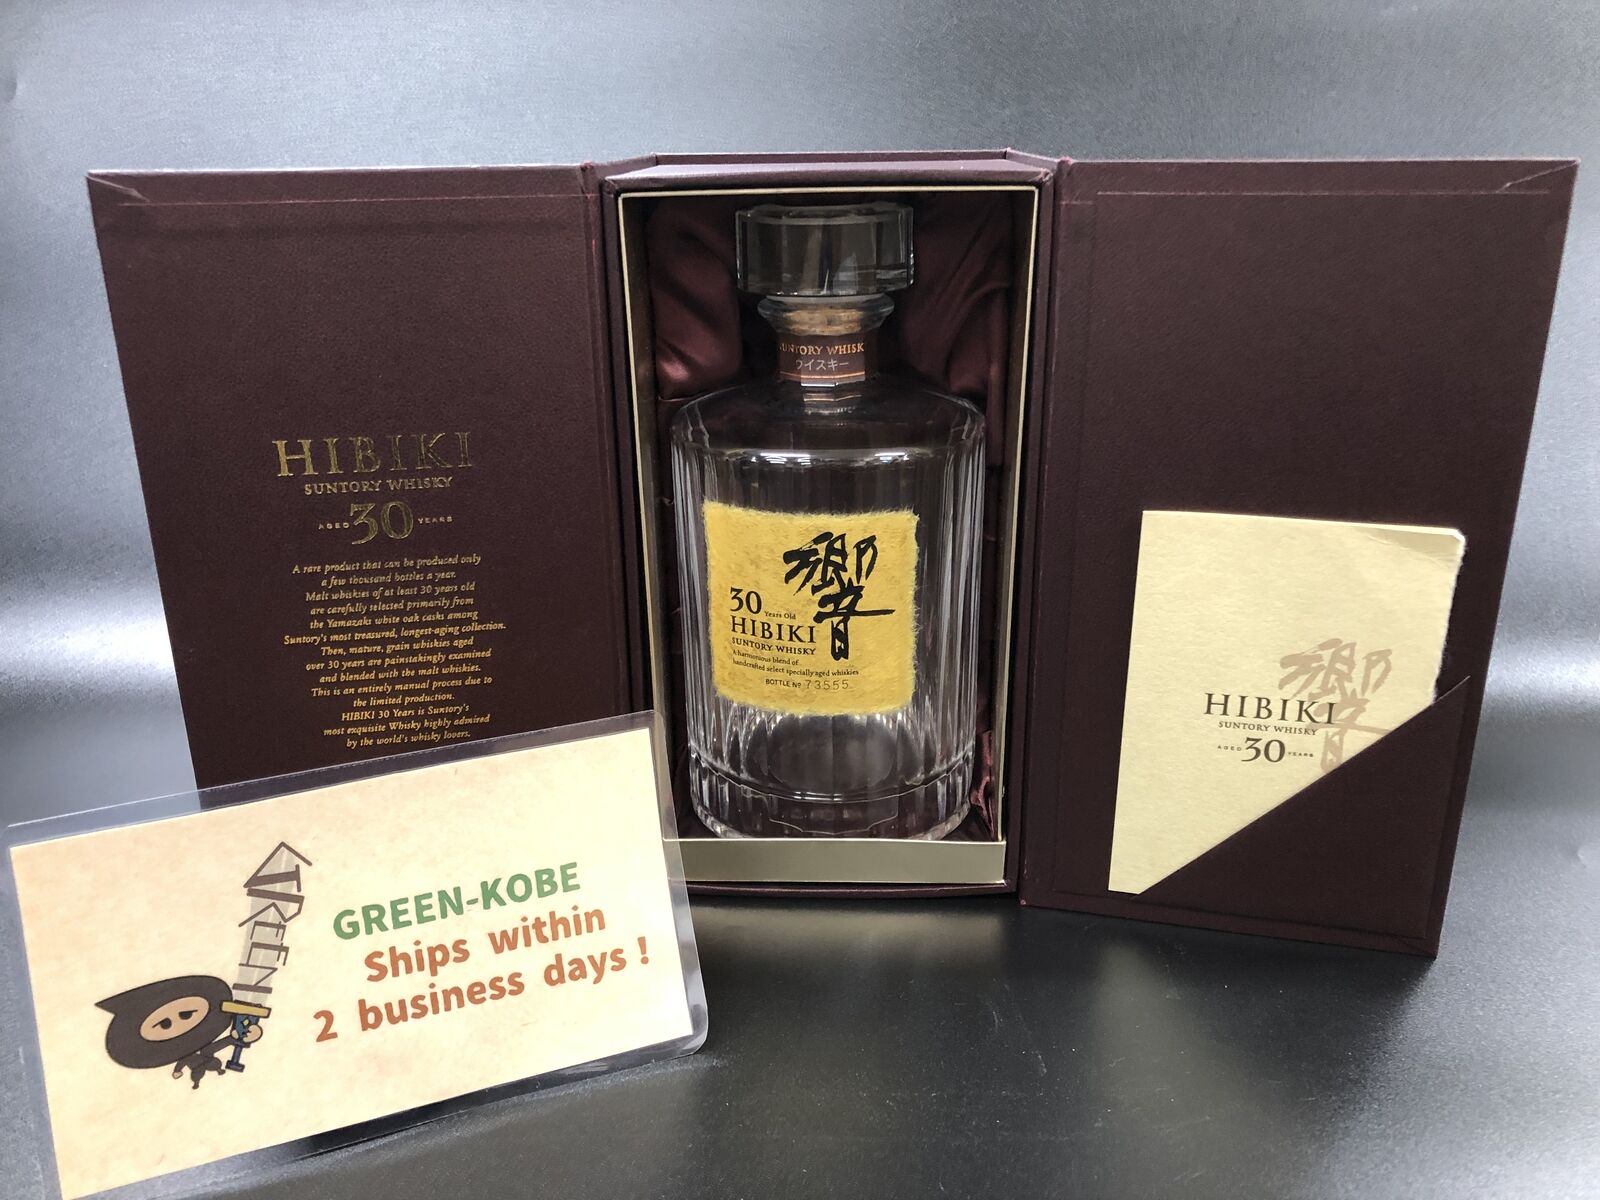 HIBIKI
SUNTORY WHISKY
AGED 30 YEARS
A rare product that can be produced only
a few thousand bottles a year.
Malt whiskies of at least 30 years old
are carefully selected primarily from
the Yamazaki white oak casks among
Suntory's most treasured, longest-aging collection.
Then, mature, grain whiskies aged
over 30 years are painstakingly examined
and blended with the malt whiskies.
This is an entirely manual process due to
the limited production.
HIBIKI 30 Years is Suntory's
most exquisite Whisky highly admired
by the world's whisky lovers.
SUNTORY WHISK
ウイスキー
響
30 Years Old
HIBIKI
SUNTORY WHISKY
A harmonious blend of
handcrafted select specially aged whiskies
BOTTLE No 73555
響
HIBIKI
SUNTORY WHISKY
AGED 30 YEARS
GREEN
GREEN-KOBE
Ships within
2 business days !